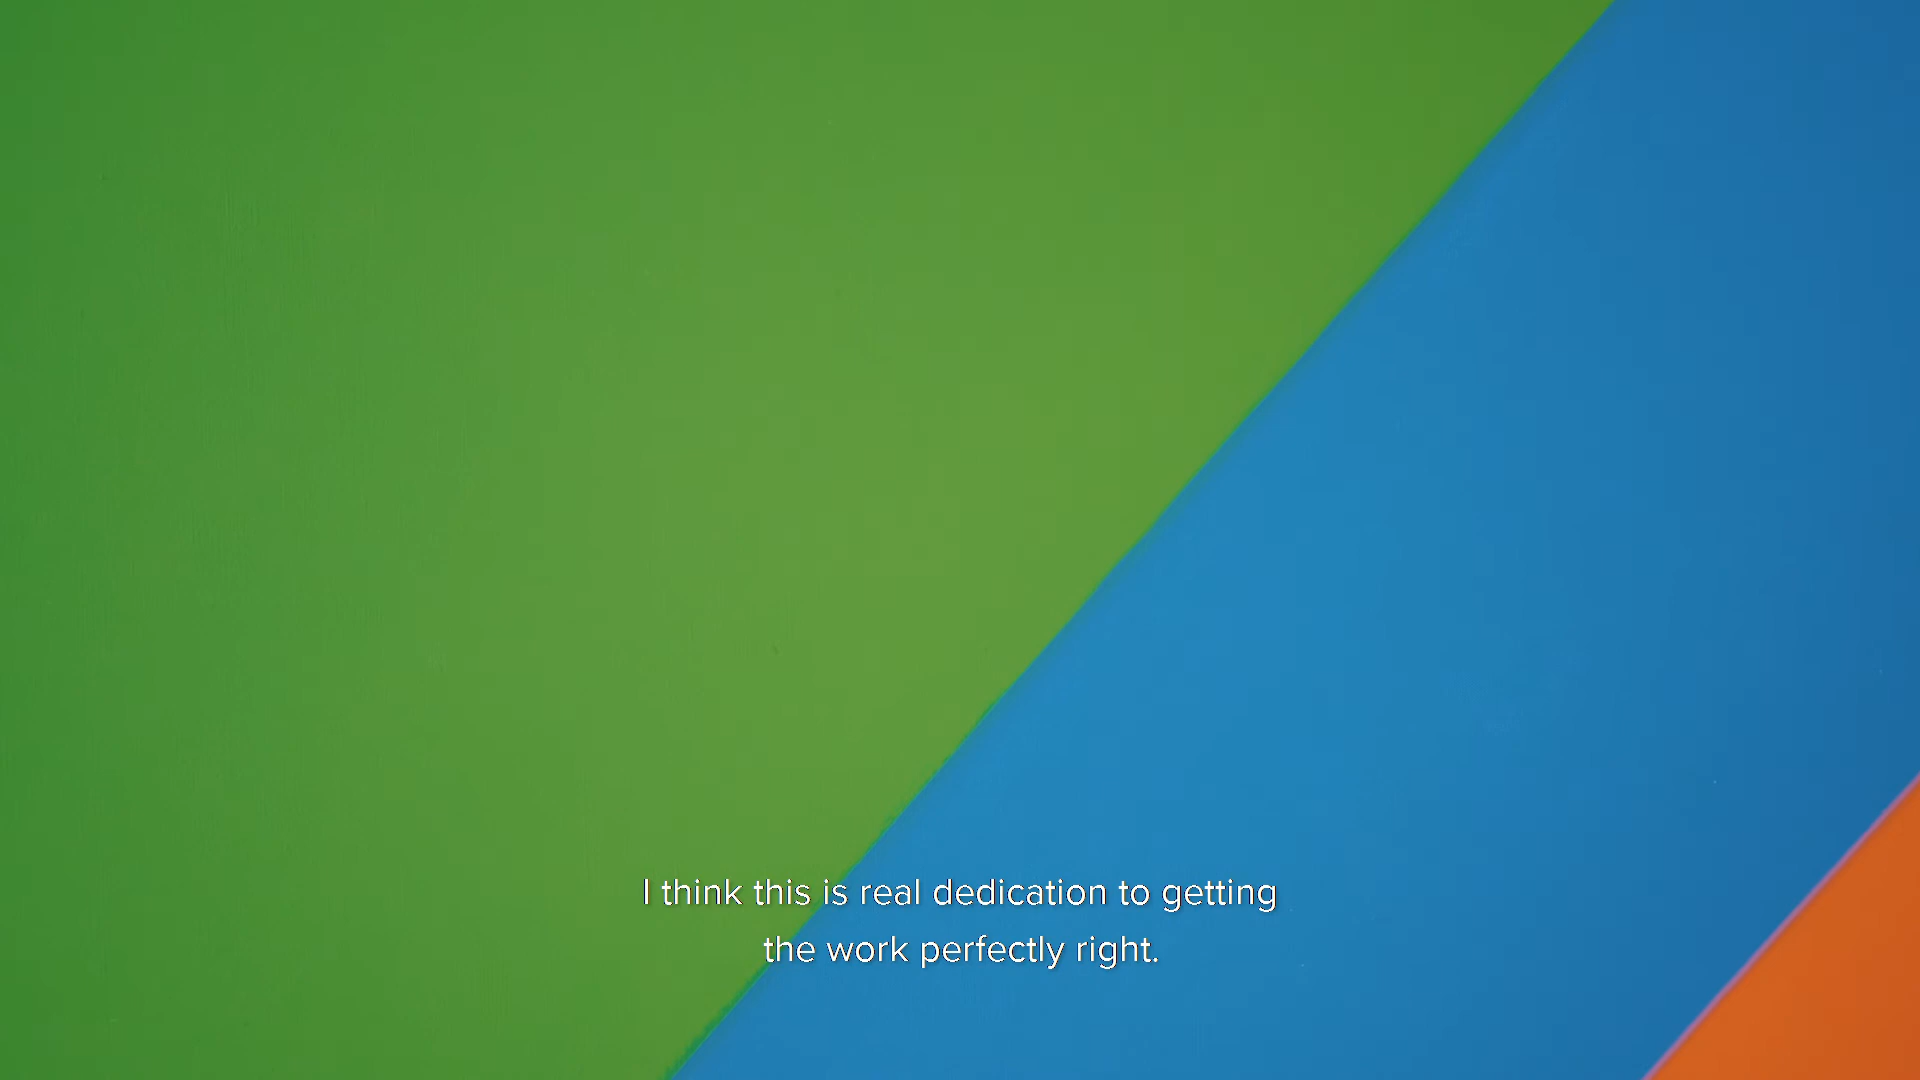 I think this is real dedication to getting
the work perfectly right.